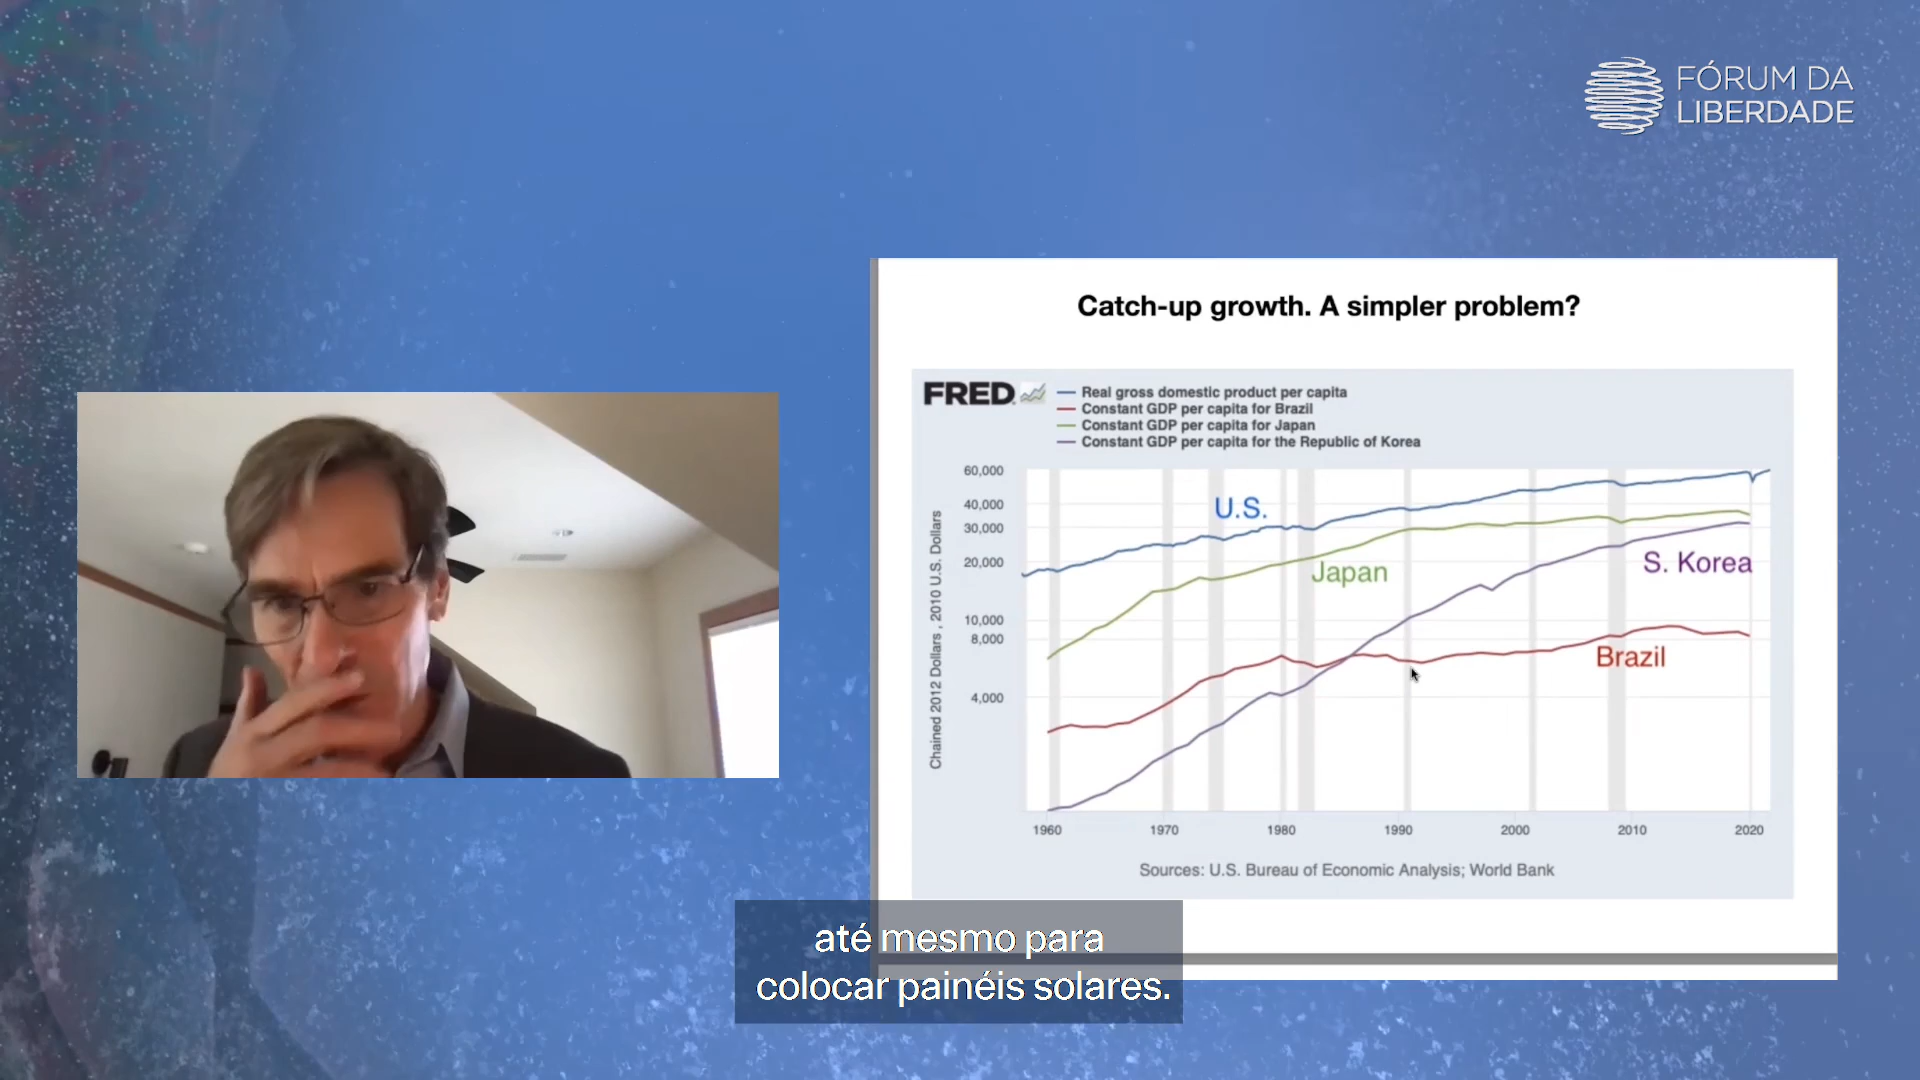 FÓRUM DA
LIBERDADE
Catch-up growth. A simpler problem?
FRED
Real gross domestic product per capita
Constant GDP per capita for Brazil
Constant GDP per capita for Japan
Constant GDP per capita for the Republic of Korea
Chained 2012 Dollars , 2010 U.S. Dollars
60,000
40,000
30,000
20,000
10,000
8,000
4,000
U.S.
Japan
S. Korea
Brazil
1960 1970 1980 1990 2000 2010 2020
Sources: U.S. Bureau of Economic Analysis; World Bank
até mesmo para
colocar painéis solares.